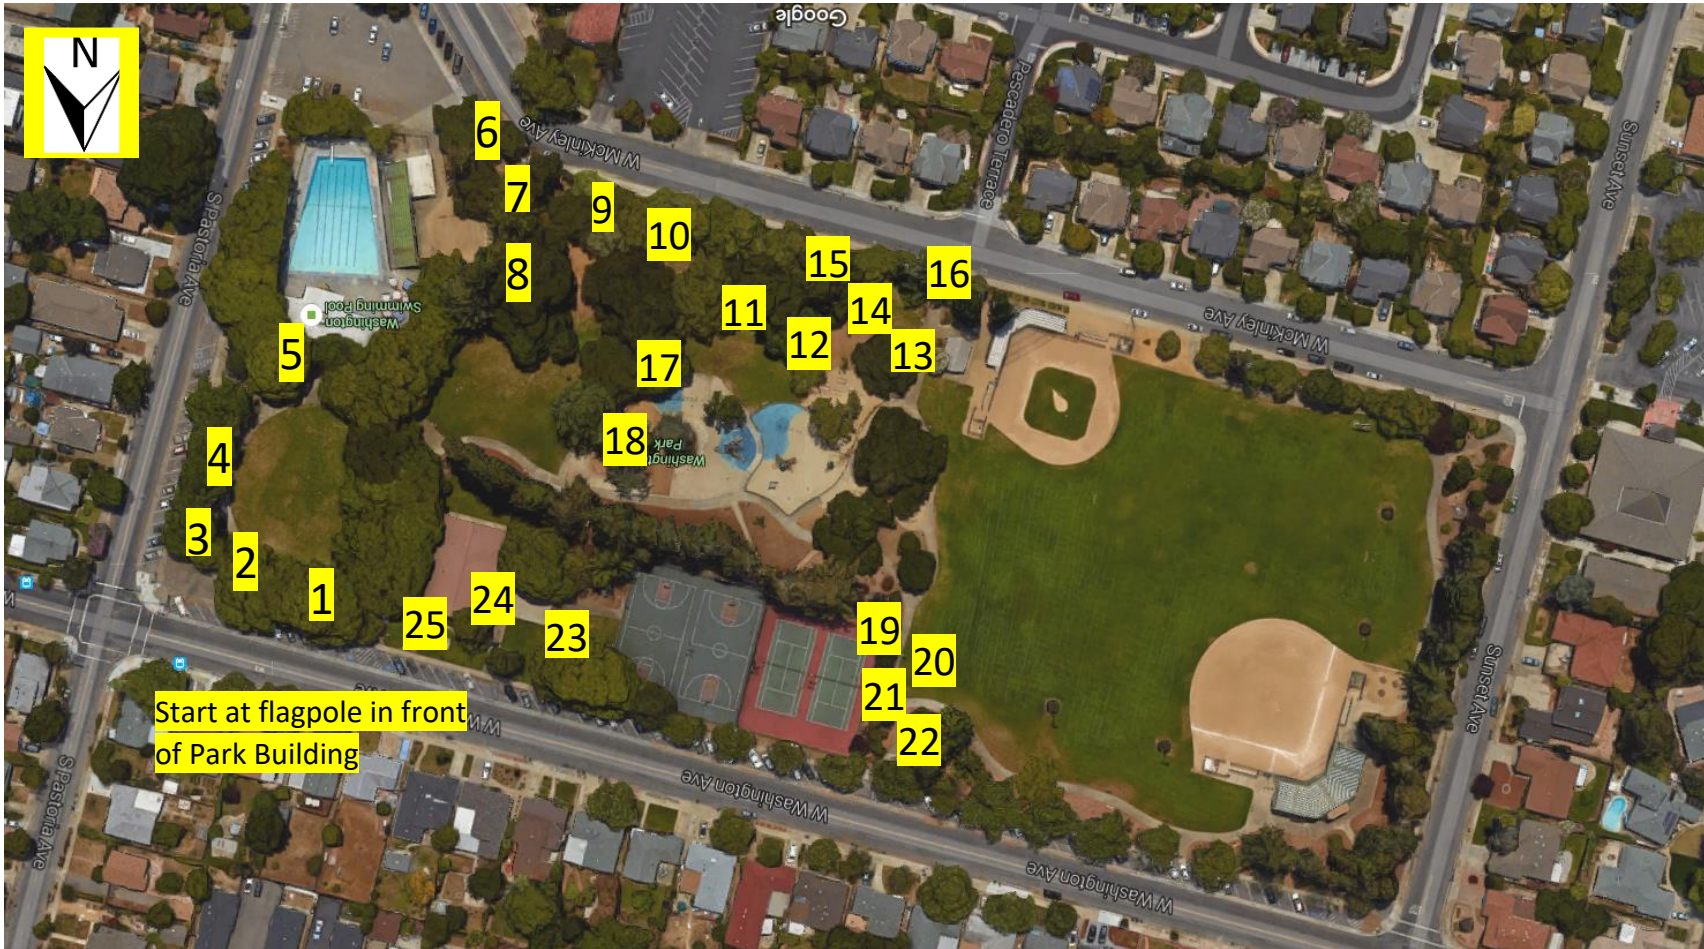 Google
N
6
W McKinley Ave
Pescadero Terrace
Sunset Ave
7
9
S Pastoria Ave
10
8
15
16
Washington
Swimming Pool
11
14
W McKinley Ave
5
12
13
17
18
Washington
Park
4
3
2
1
24
25
23
19
20
21
22
Sunset Ave
Start at flagpole in front
of Park Building
W Washington Ave
S Pastoria Ave
W Washington Ave